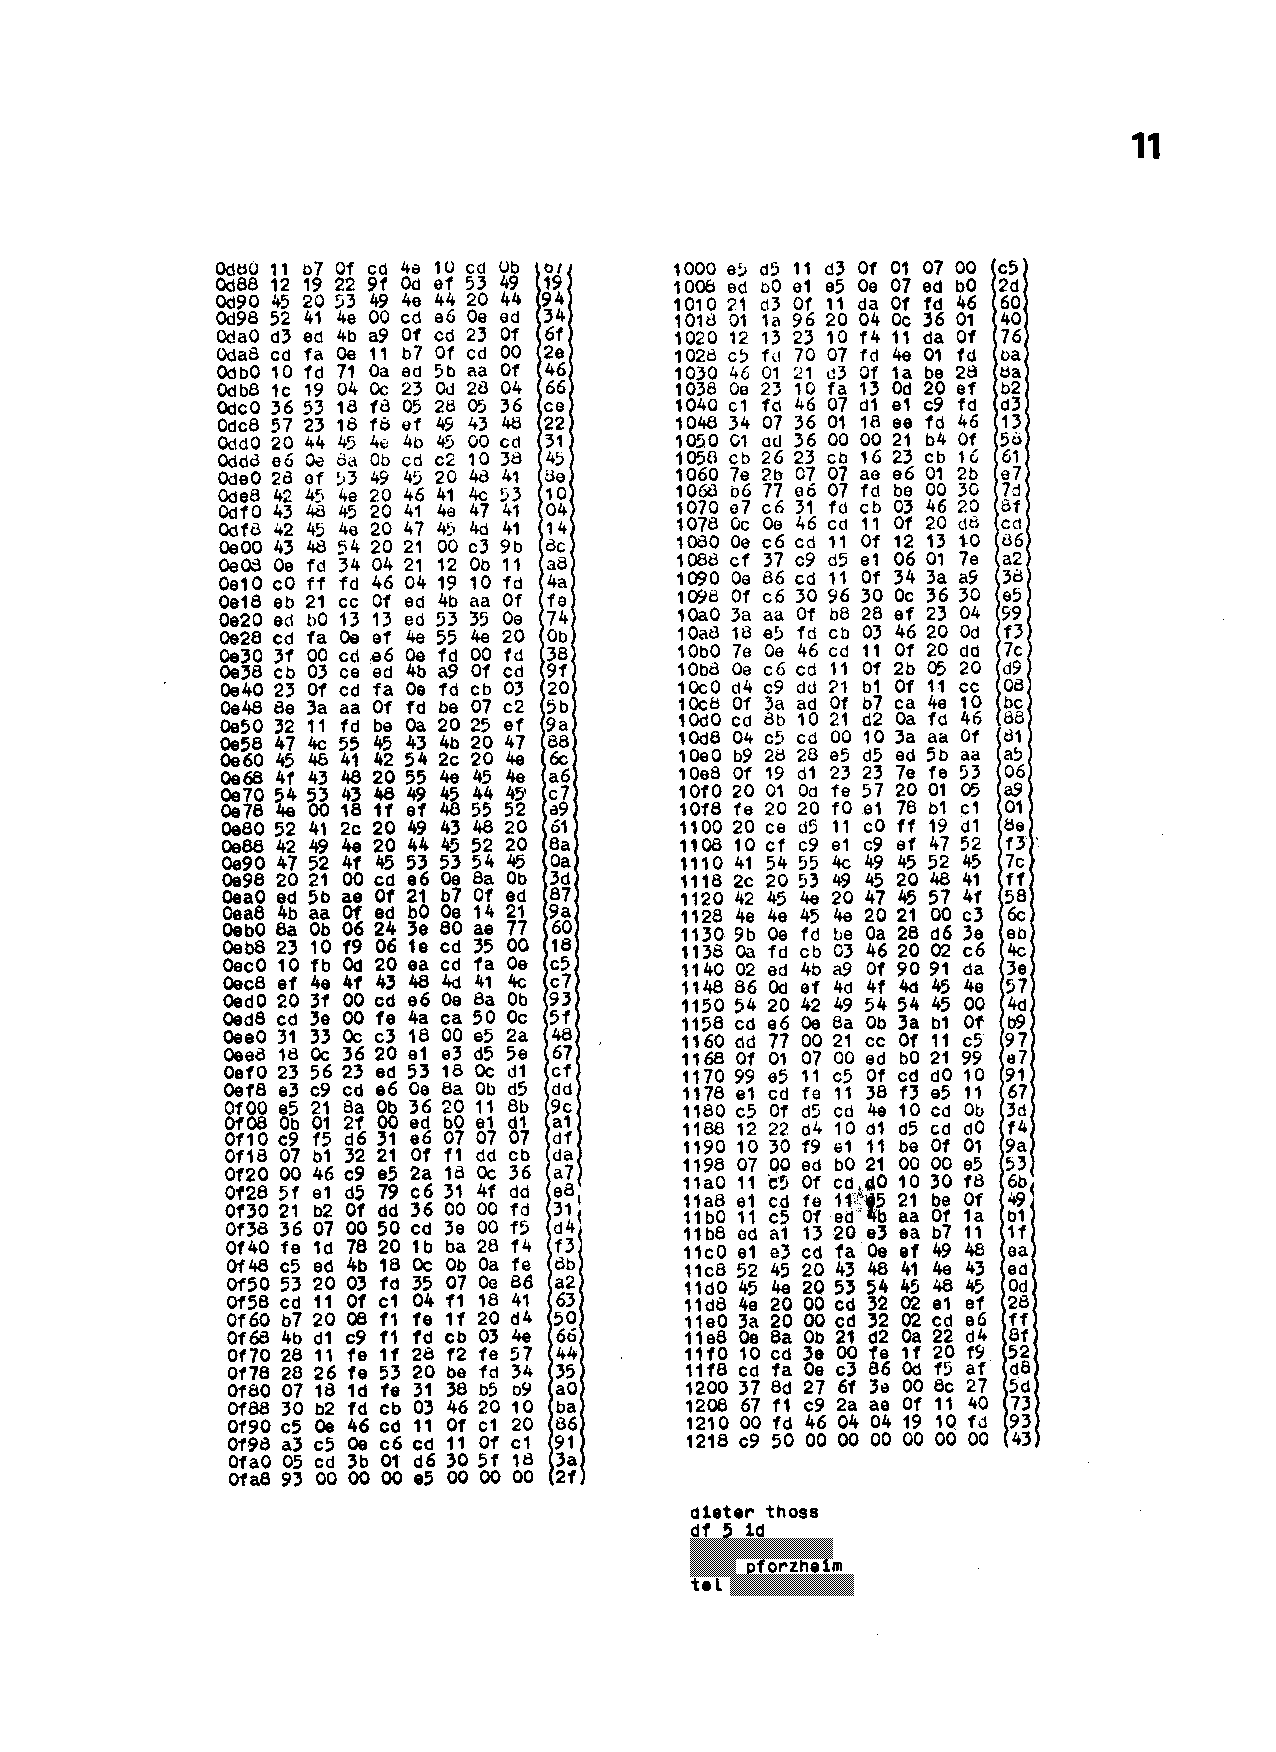 11
0d80 11 b7 0f cd 4e 10 cd 0b (67)
0d88 12 19 22 9f 0d ef 53 49 (19)
0d90 45 20 53 49 4e 44 20 44 (94)
0d98 52 41 4e 00 cd e6 0e ed (34)
0da0 d3 ed 4b a9 0f cd 23 0f (6f)
0da8 cd fa 0e 11 b7 0f cd 00 (2e)
0db0 10 fd 71 0a ed 5b aa 0f (46)
0db8 1c 19 04 0c 23 0d 28 04 (66)
0dc0 36 53 18 f8 05 28 05 36 (ce)
0dc8 57 23 18 f8 ef 49 43 48 (22)
0dd0 20 44 45 4e 4b 45 00 cd (31)
0dd8 e6 0e 8a 0b cd c2 10 38 (45)
0de0 28 ef 53 49 45 20 48 41 (8e)
0de8 42 45 4e 20 46 41 4c 53 (10)
0df0 43 48 45 20 41 4e 47 41 (04)
0df8 42 45 4e 20 47 45 4d 41 (14)
0e00 43 48 54 20 21 00 c3 9b (8c)
0e08 0e fd 34 04 21 12 0b 11 (a8)
0e10 c0 ff fd 46 04 19 10 fd (4a)
0e18 eb 21 cc 0f ed 4b aa 0f (fe)
0e20 ed b0 13 13 ed 53 35 0e (74)
0e28 cd fa 0e ef 4e 55 4e 20 (0b)
0e30 3f 00 cd e6 0e fd 00 fd (38)
0e38 cb 03 ce ed 4b a9 0f cd (9f)
0e40 23 0f cd fa 0e fd cb 03 (20)
0e48 8e 3a aa 0f fd be 07 c2 (5b)
0e50 32 11 fd be 0a 20 25 ef (9a)
0e58 47 4c 55 45 43 4b 20 47 (88)
0e60 45 48 41 42 54 2c 20 4e (6c)
0e68 4f 43 48 20 55 4e 45 4e (a6)
0e70 54 53 43 48 49 45 44 45 (c7)
0e78 4e 00 18 1f ef 48 55 52 (e9)
0e80 52 41 2c 20 49 43 48 20 (61)
0e88 42 49 4e 20 44 45 52 20 (8a)
0e90 47 52 4f 45 53 53 54 45 (0a)
0e98 20 21 00 cd e6 0e 8a 0b (3d)
0ea0 ed 5b ae 0f 21 b7 0f ed (87)
0ea8 4b aa 0f ed b0 0e 14 21 (9a)
0eb0 8a 0b 06 24 3e 80 ae 77 (60)
0eb8 23 10 f9 06 1e cd 35 00 (18)
0ec0 10 fb 0d 20 ea cd fa 0e (c5)
0ec8 ef 4e 4f 43 48 4d 41 4c (c7)
0ed0 20 3f 00 cd e6 0e 8a 0b (93)
0ed8 cd 3e 00 fe 4a ca 50 0c (5f)
0ee0 31 33 0c c3 18 00 e5 2a (48)
0ee8 18 0c 36 20 e1 e3 d5 5e (67)
0ef0 23 56 23 ed 53 18 0c d1 (cf)
0ef8 e3 c9 cd e6 0e 8a 0b d5 (dd)
0f00 e5 21 8a 0b 36 20 11 8b (9c)
0f08 0b 01 2f 00 ed b0 e1 d1 (a1)
0f10 c9 f5 d6 31 e6 07 07 07 (df)
0f18 07 b1 32 21 0f f1 dd cb (da)
0f20 00 46 c9 e5 2a 18 0c 36 (a7)
0f28 5f e1 d5 79 c6 31 4f dd (e8)
0f30 21 b2 0f dd 36 00 00 fd (31)
0f38 36 07 00 50 cd 3e 00 f5 (d4)
0f40 fe 1d 78 20 1b ba 28 f4 (f3)
0f48 c5 ed 4b 18 0c 0b 0a fe (8b)
0f50 53 20 03 fd 35 07 0e 86 (a2)
0f58 cd 11 0f c1 04 f1 18 41 (63)
0f60 b7 20 08 f1 fe 1f 20 d4 (50)
0f68 4b d1 c9 f1 fd cb 03 4e (66)
0f70 28 11 fe 1f 28 f2 fe 57 (44)
0f78 28 26 fe 53 20 be fd 34 (35)
0f80 07 18 1d fe 31 38 b5 b9 (a0)
0f88 30 b2 fd cb 03 46 20 10 (ba)
0f90 c5 0e 46 cd 11 0f c1 20 (86)
0f98 a3 c5 0e c6 cd 11 0f c1 (91)
0fa0 05 cd 3b 01 d6 30 5f 18 (3a)
0fa8 93 00 00 00 e5 00 00 00 (2f)
1000 e5 d5 11 d3 0f 01 07 00 (c5)
1008 ed b0 e1 e5 0e 07 ed b0 (2d)
1010 21 d3 0f 11 da 0f fd 46 (60)
1018 01 1a 96 20 04 0c 36 01 (40)
1020 12 13 23 10 f4 11 da 0f (76)
1028 c5 fd 70 07 fd 4e 01 fd (ba)
1030 46 01 21 d3 0f 1a be 28 (8a)
1038 0e 23 10 fa 13 0d 20 ef (b2)
1040 c1 fd 46 07 d1 e1 c9 fd (d3)
1048 34 07 36 01 18 ee fd 46 (13)
1050 01 dd 36 00 00 21 b4 0f (58)
1058 cb 26 23 cb 16 23 cb 16 (61)
1060 7e 2b 07 07 ae e6 01 2b (e7)
1068 b6 77 e6 07 fd be 00 30 (7d)
1070 e7 c6 31 fd cb 03 46 20 (8f)
1078 0c 0e 46 cd 11 0f 20 d8 (cd)
1080 0e c6 cd 11 0f 12 13 10 (86)
1088 cf 37 c9 d5 e1 06 01 7e (a2)
1090 0e 86 cd 11 0f 34 3a a9 (38)
1098 0f c6 30 96 30 0c 36 30 (e5)
10a0 3a aa 0f b8 28 ef 23 04 (99)
10a8 18 e5 fd cb 03 46 20 0d (f3)
10b0 7e 0e 46 cd 11 0f 20 dd (7c)
10b8 0e c6 cd 11 0f 2b 05 20 (d9)
10c0 d4 c9 dd 21 b1 0f 11 cc (08)
10c8 0f 3a ad 0f b7 ca 4e 10 (bc)
10d0 cd 8b 10 21 d2 0a fd 46 (88)
10d8 04 c5 cd 00 10 3a aa 0f (81)
10e0 b9 28 28 e5 d5 ed 5b aa (a5)
10e8 0f 19 d1 23 23 7e fe 53 (06)
10f0 20 01 0d fe 57 20 01 05 (a9)
10f8 fe 20 20 f0 e1 78 b1 c1 (01)
1100 20 ce d5 11 c0 ff 19 d1 (8e)
1108 10 cf c9 e1 c9 ef 47 52 (f3)
1110 41 54 55 4c 49 45 52 45 (7c)
1118 2c 20 53 49 45 20 48 41 (ff)
1120 42 45 4e 20 47 45 57 4f (58)
1128 4e 4e 45 4e 20 21 00 c3 (6c)
1130 9b 0e fd be 0a 28 d6 3e (eb)
1138 0a fd cb 03 46 20 02 c6 (4c)
1140 02 ed 4b a9 0f 90 91 da (3e)
1148 86 0d ef 4d 4f 4d 45 4e (57)
1150 54 20 42 49 54 54 45 00 (4d)
1158 cd e6 0e 8a 0b 3a b1 0f (b9)
1160 dd 77 00 21 cc 0f 11 c5 (97)
1168 0f 01 07 00 ed b0 21 99 (e7)
1170 99 e5 11 c5 0f cd d0 10 (91)
1178 e1 cd fe 11 38 f3 e5 11 (67)
1180 c5 0f d5 cd 4e 10 cd 0b (3d)
1188 12 22 d4 10 d1 d5 cd d0 (f4)
1190 10 30 f9 e1 11 be 0f 01 (9a)
1198 07 00 ed b0 21 00 00 e5 (53)
11a0 11 c5 0f cd d0 10 30 f8 (6b)
11a8 e1 cd fe 11 e5 21 be 0f (49)
11b0 11 c5 0f ed 4b aa 0f 1a (b1)
11b8 ed a1 13 20 e3 ea b7 11 (1f)
11c0 e1 e3 cd fa 0e ef 49 48 (ea)
11c8 52 45 20 43 48 41 4e 43 (ed)
11d0 45 4e 20 53 54 45 48 45 (0d)
11d8 4e 20 00 cd 32 02 e1 ef (28)
11e0 3a 20 00 cd 32 02 cd e6 (ff)
11e8 0e 8a 0b 21 d2 0a 22 d4 (8f)
11f0 10 cd 3e 00 fe 1f 20 f9 (52)
11f8 cd fa 0e c3 86 0d f5 af (d8)
1200 37 8d 27 6f 3e 00 8c 27 (5d)
1208 67 f1 c9 2a ae 0f 11 40 (73)
1210 00 fd 46 04 04 19 10 fd (93)
1218 c9 50 00 00 00 00 00 00 (43)
dieter thoss
df 5 id
pforzheim
tel